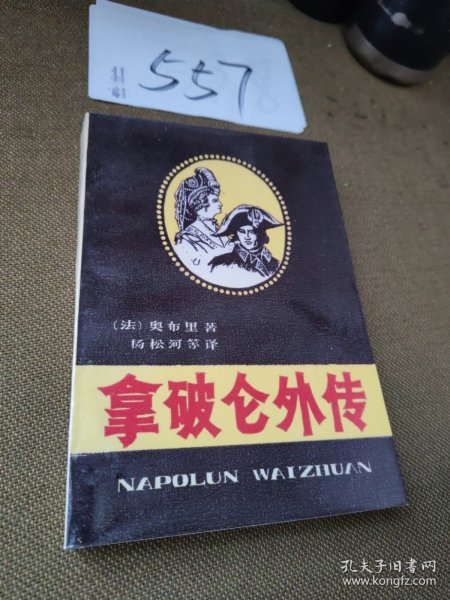 557
（法）奥布里著
杨松河等译
拿破仑外传
NAPOLUN WAIZHUAN
孔夫子旧书网
www.kongfz.com